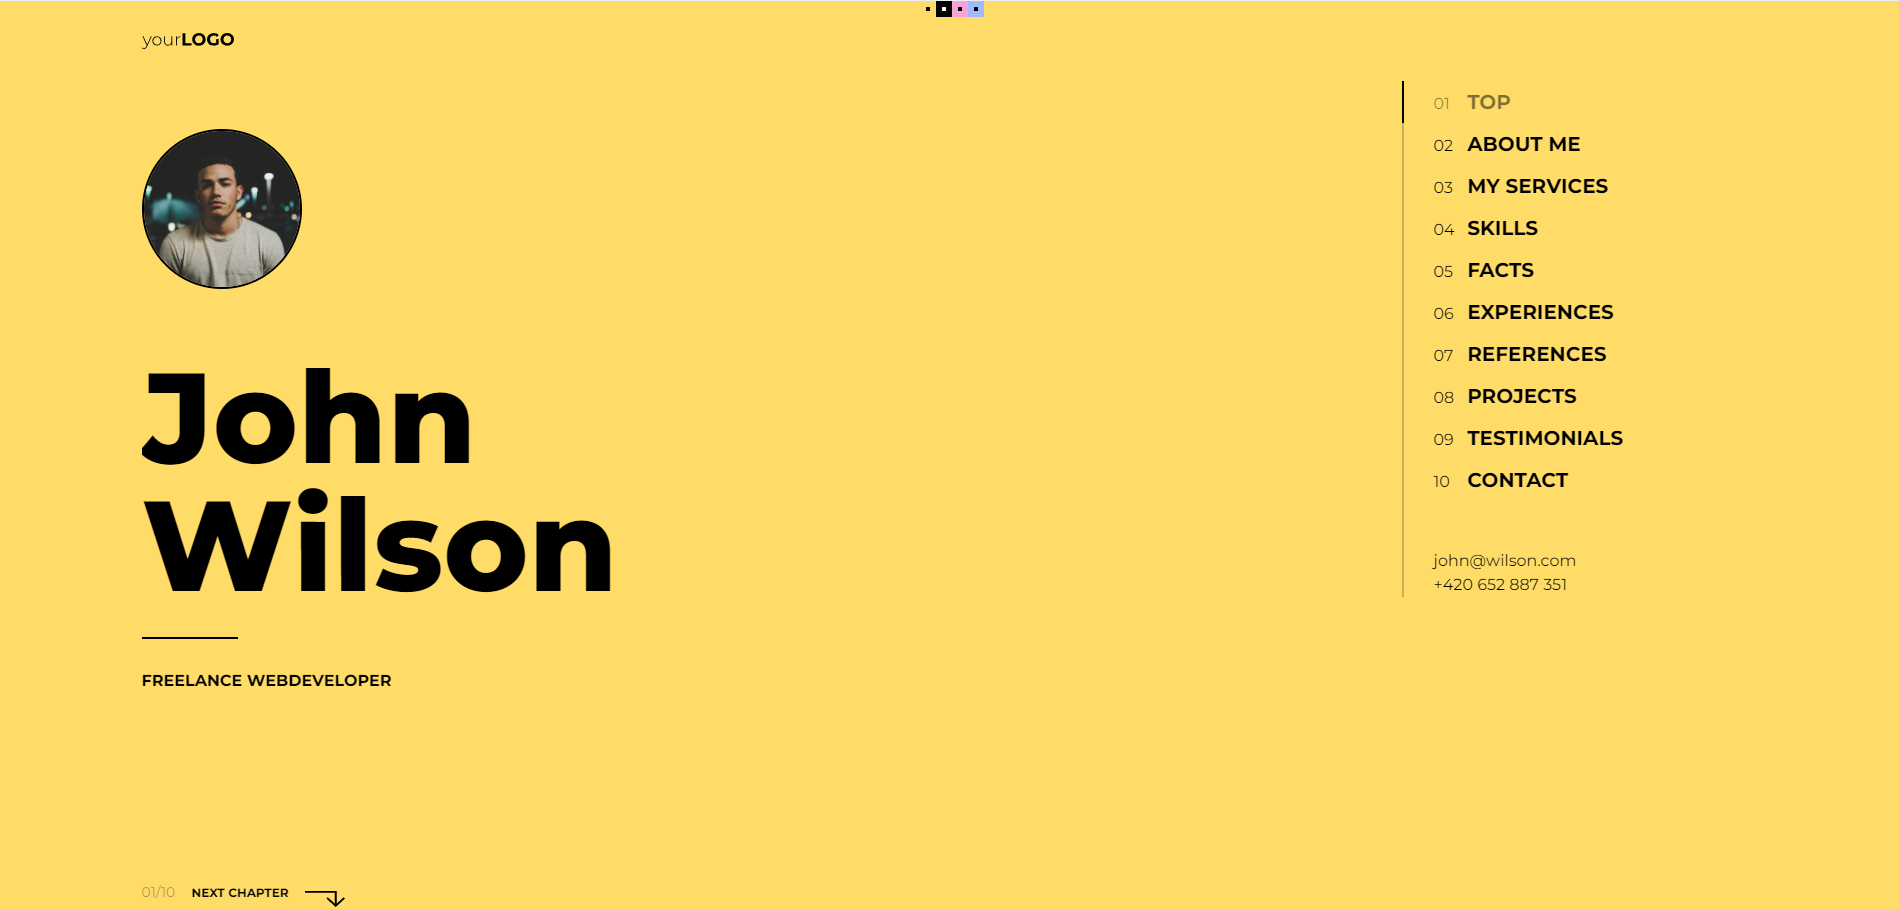 yourLOGO
John
Wilson
FREELANCE WEBDEVELOPER
01/10 NEXT CHAPTER
01 TOP
02 ABOUT ME
03 MY SERVICES
04 SKILLS
05 FACTS
06 EXPERIENCES
07 REFERENCES
08 PROJECTS
09 TESTIMONIALS
10 CONTACT
john@wilson.com
+420 652 887 351